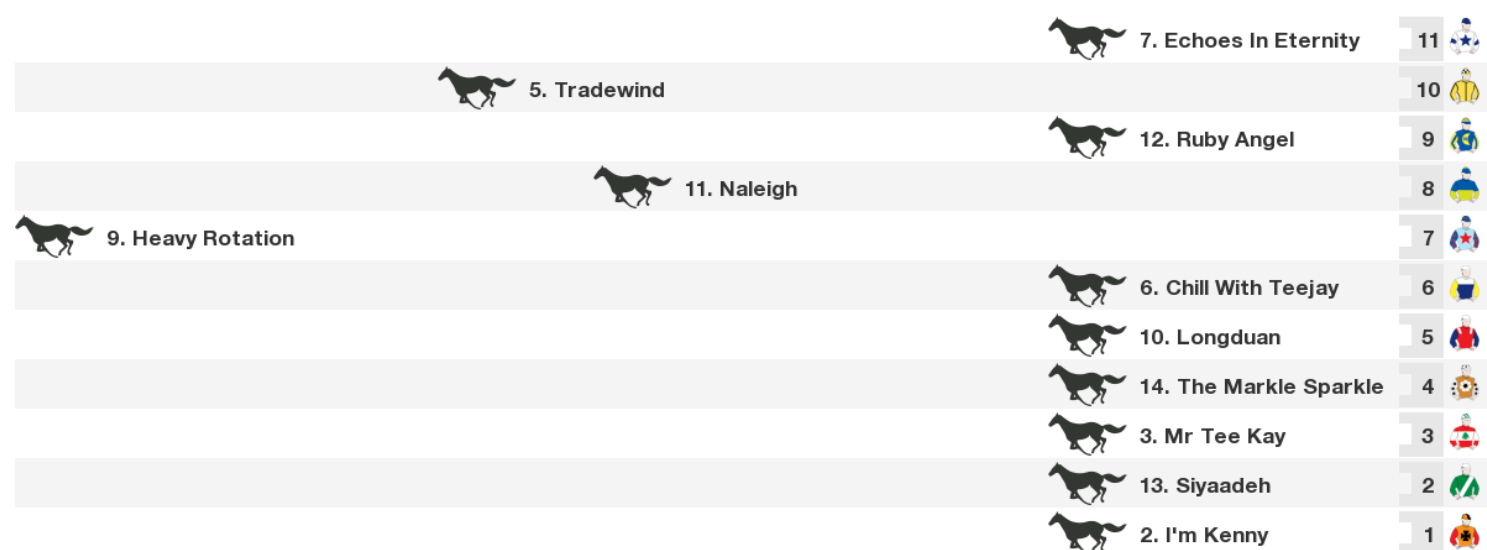 7. Echoes In Eternity 11
5. Tradewind 10
12. Ruby Angel 9
11. Naleigh 8
9. Heavy Rotation 7
6. Chill With Teejay 6
10. Longduan 5
14. The Markle Sparkle 4
3. Mr Tee Kay 3
13. Siyaadeh 2
2. I'm Kenny 1